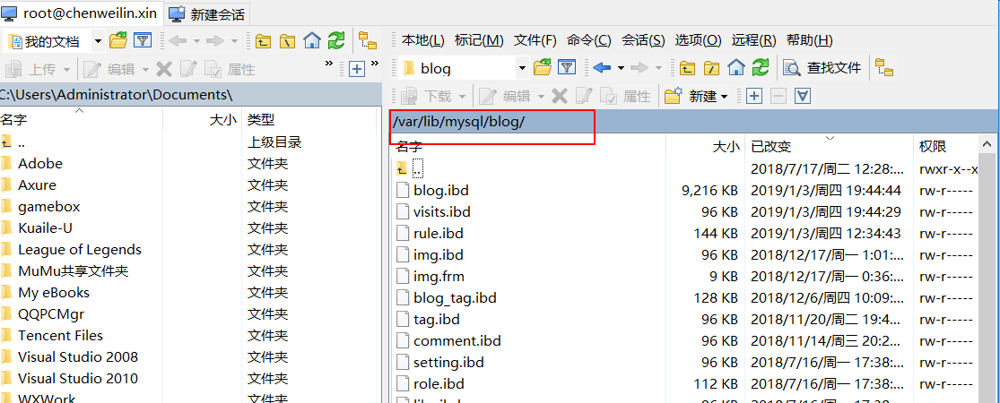 root@chenweilin.xin
新建会话
我的文档
上传
编辑
属性
C:\Users\Administrator\Documents\
名字 大小 类型
.. 上级目录
Adobe 文件夹
Axure 文件夹
gamebox 文件夹
Kuaile-U 文件夹
League of Legends 文件夹
MuMu共享文件夹 文件夹
My eBooks 文件夹
QQPCMgr 文件夹
Tencent Files 文件夹
Visual Studio 2008 文件夹
Visual Studio 2010 文件夹
WXWork 文件夹
本地(L) 标记(M) 文件(F) 命令(C) 会话(S) 选项(O) 远程(R) 帮助(H)
blog
查找文件
下载 编辑 属性 新建
/var/lib/mysql/blog/
名字 大小 已改变 权限
.. 2018/7/17/周二 12:28:... rwxr-x--x
blog.ibd 9,216 KB 2019/1/3/周四 19:44:44 rw-r-----
visits.ibd 96 KB 2019/1/3/周四 19:44:29 rw-r-----
rule.ibd 144 KB 2019/1/3/周四 12:34:43 rw-r-----
img.ibd 96 KB 2018/12/17/周一 1:01:... rw-r-----
img.frm 9 KB 2018/12/17/周一 0:36:... rw-r-----
blog_tag.ibd 128 KB 2018/12/6/周四 10:09:... rw-r-----
tag.ibd 96 KB 2018/11/20/周二 19:4... rw-r-----
comment.ibd 96 KB 2018/11/14/周三 20:2... rw-r-----
setting.ibd 96 KB 2018/7/16/周一 17:38:... rw-r-----
role.ibd 112 KB 2018/7/16/周一 17:38:... rw-r-----